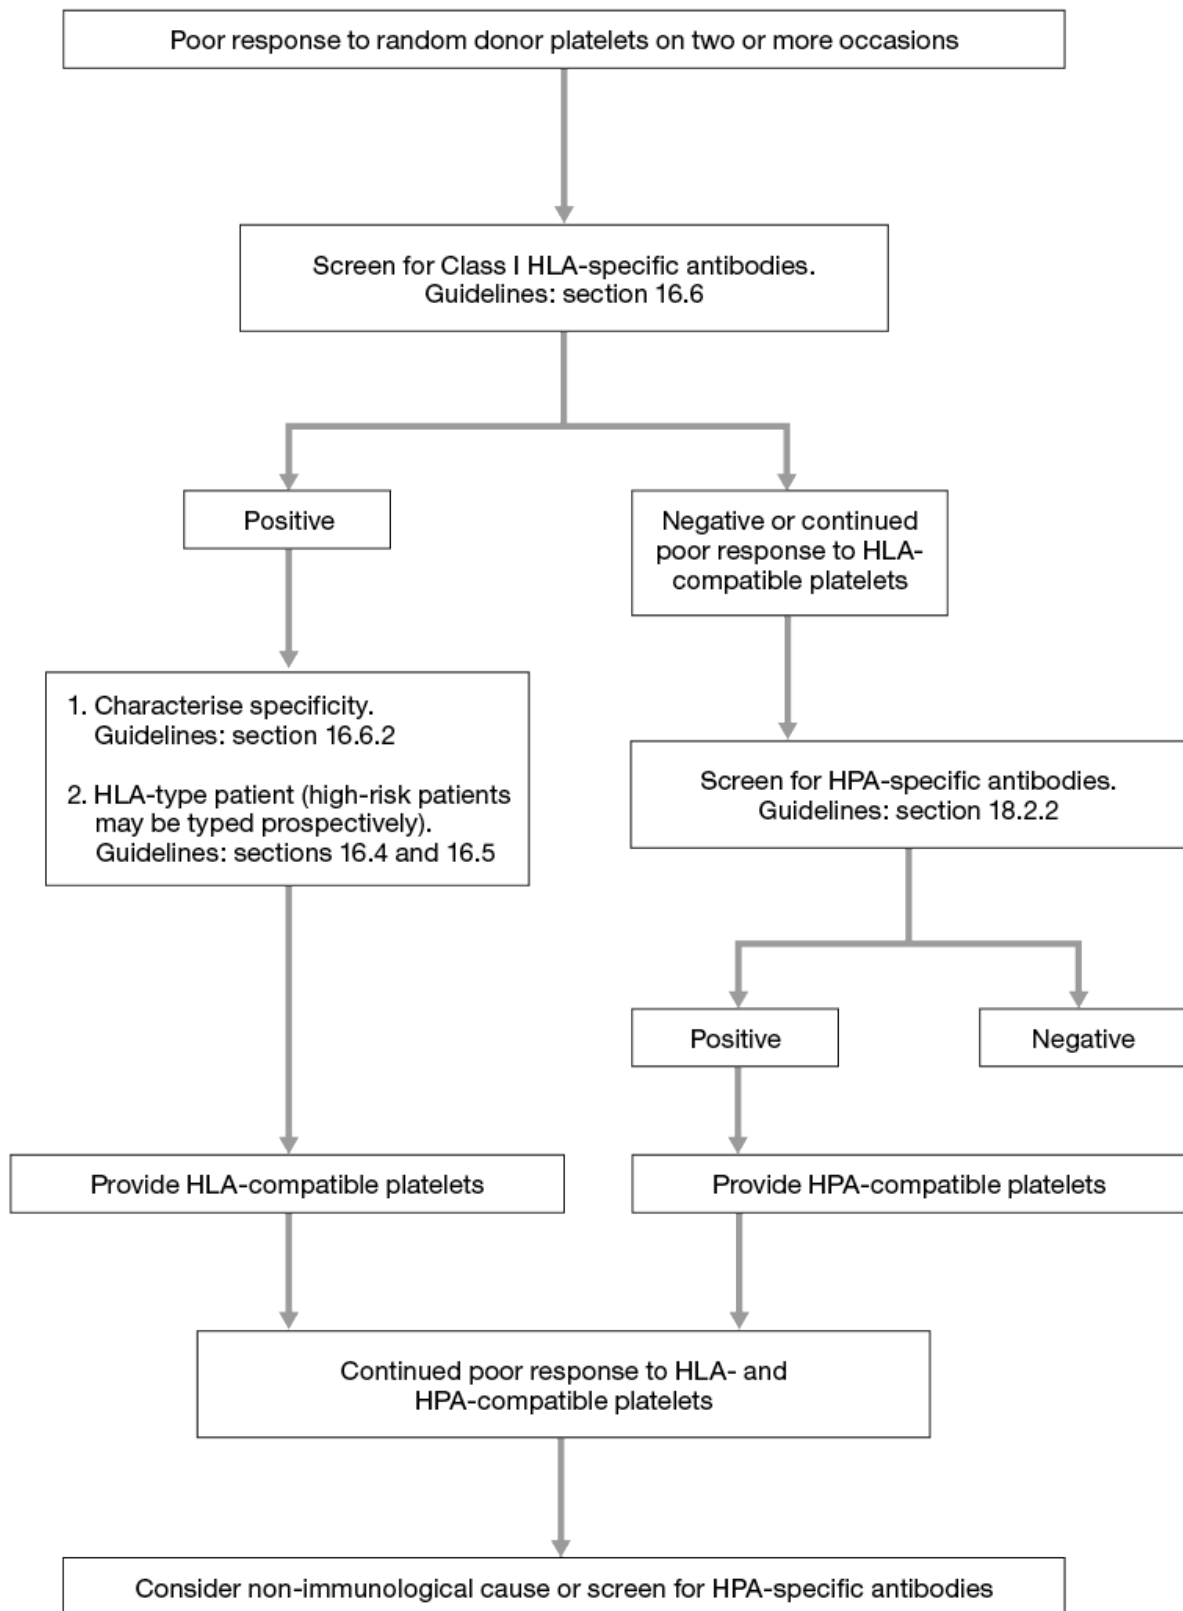 Poor response to random donor platelets on two or more occasions
Screen for Class I HLA-specific antibodies.
Guidelines: section 16.6
Positive
Negative or continued
poor response to HLA-
compatible platelets
1. Characterise specificity.
Guidelines: section 16.6.2
2. HLA-type patient (high-risk patients
may be typed prospectively).
Guidelines: sections 16.4 and 16.5
Screen for HPA-specific antibodies.
Guidelines: section 18.2.2
Positive
Negative
Provide HLA-compatible platelets
Provide HPA-compatible platelets
Continued poor response to HLA- and
HPA-compatible platelets
Consider non-immunological cause or screen for HPA-specific antibodies